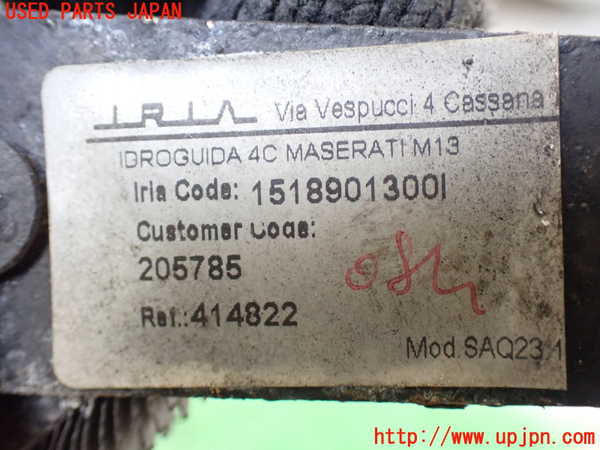 USED PARTS JAPAN
IRIA Via Vespucci 4 Cassana
IDROGUIDA 4C MASERATI M13
Iria Code: 1518901300I
Customer Code:
205785
Ref.:414822
Mod.SAQ23.1
http://www.upjpn.com/